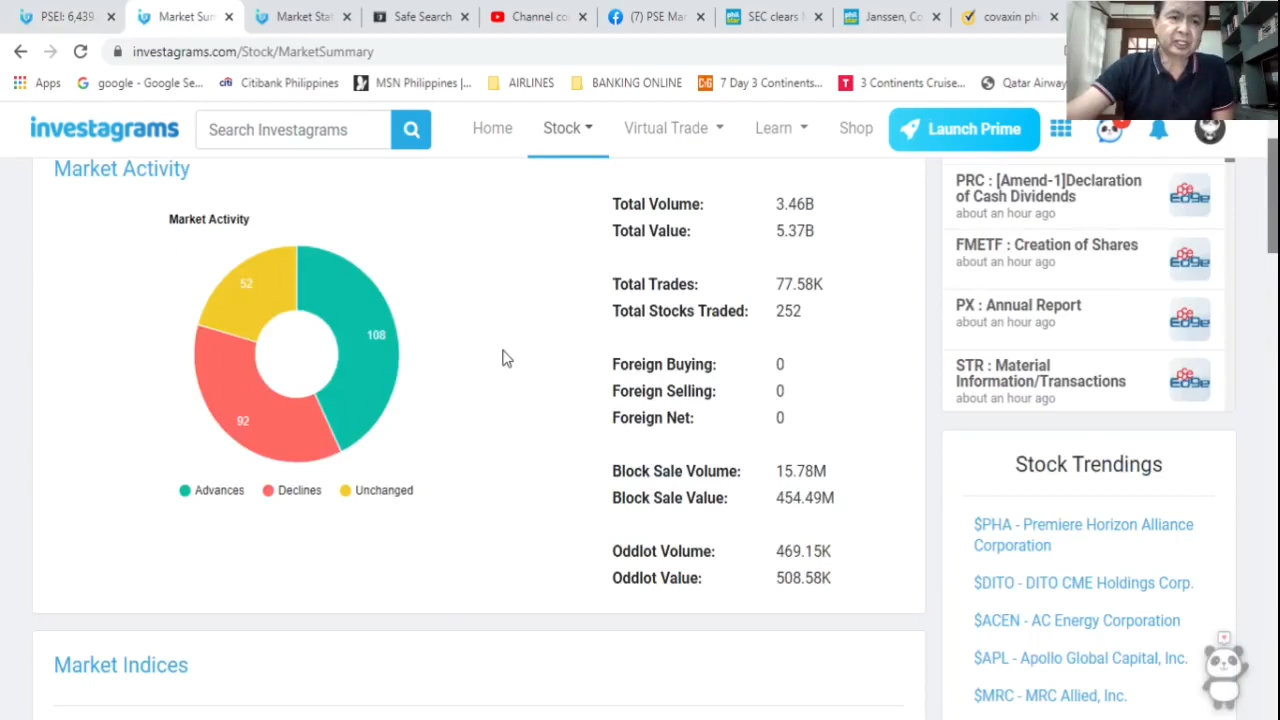 PSEI: 6,439
Market Sum
Market Stat
Safe Search
Channel co
(7) PSE Mar
SEC clears
Janssen, Co
covaxin phi
investagrams.com/Stock/MarketSummary
Apps
google - Google Se...
Citibank Philippines
MSN Philippines |...
AIRLINES
BANKING ONLINE
7 Day 3 Continents...
3 Continents Cruise...
Qatar Airway
investagrams
Search Investagrams
Home
Stock
Virtual Trade
Learn
Shop
Launch Prime
Market Activity
Market Activity
52
108
92
Advances
Declines
Unchanged
Total Volume: 3.46B
Total Value: 5.37B
Total Trades: 77.58K
Total Stocks Traded: 252
Foreign Buying: 0
Foreign Selling: 0
Foreign Net: 0
Block Sale Volume: 15.78M
Block Sale Value: 454.49M
Oddlot Volume: 469.15K
Oddlot Value: 508.58K
Market Indices
PRC : [Amend-1]Declaration
of Cash Dividends
about an hour ago
FMETF : Creation of Shares
about an hour ago
PX : Annual Report
about an hour ago
STR : Material
Information/Transactions
about an hour ago
Stock Trendings
$PHA - Premiere Horizon Alliance
Corporation
$DITO - DITO CME Holdings Corp.
$ACEN - AC Energy Corporation
$APL - Apollo Global Capital, Inc.
$MRC - MRC Allied, Inc.